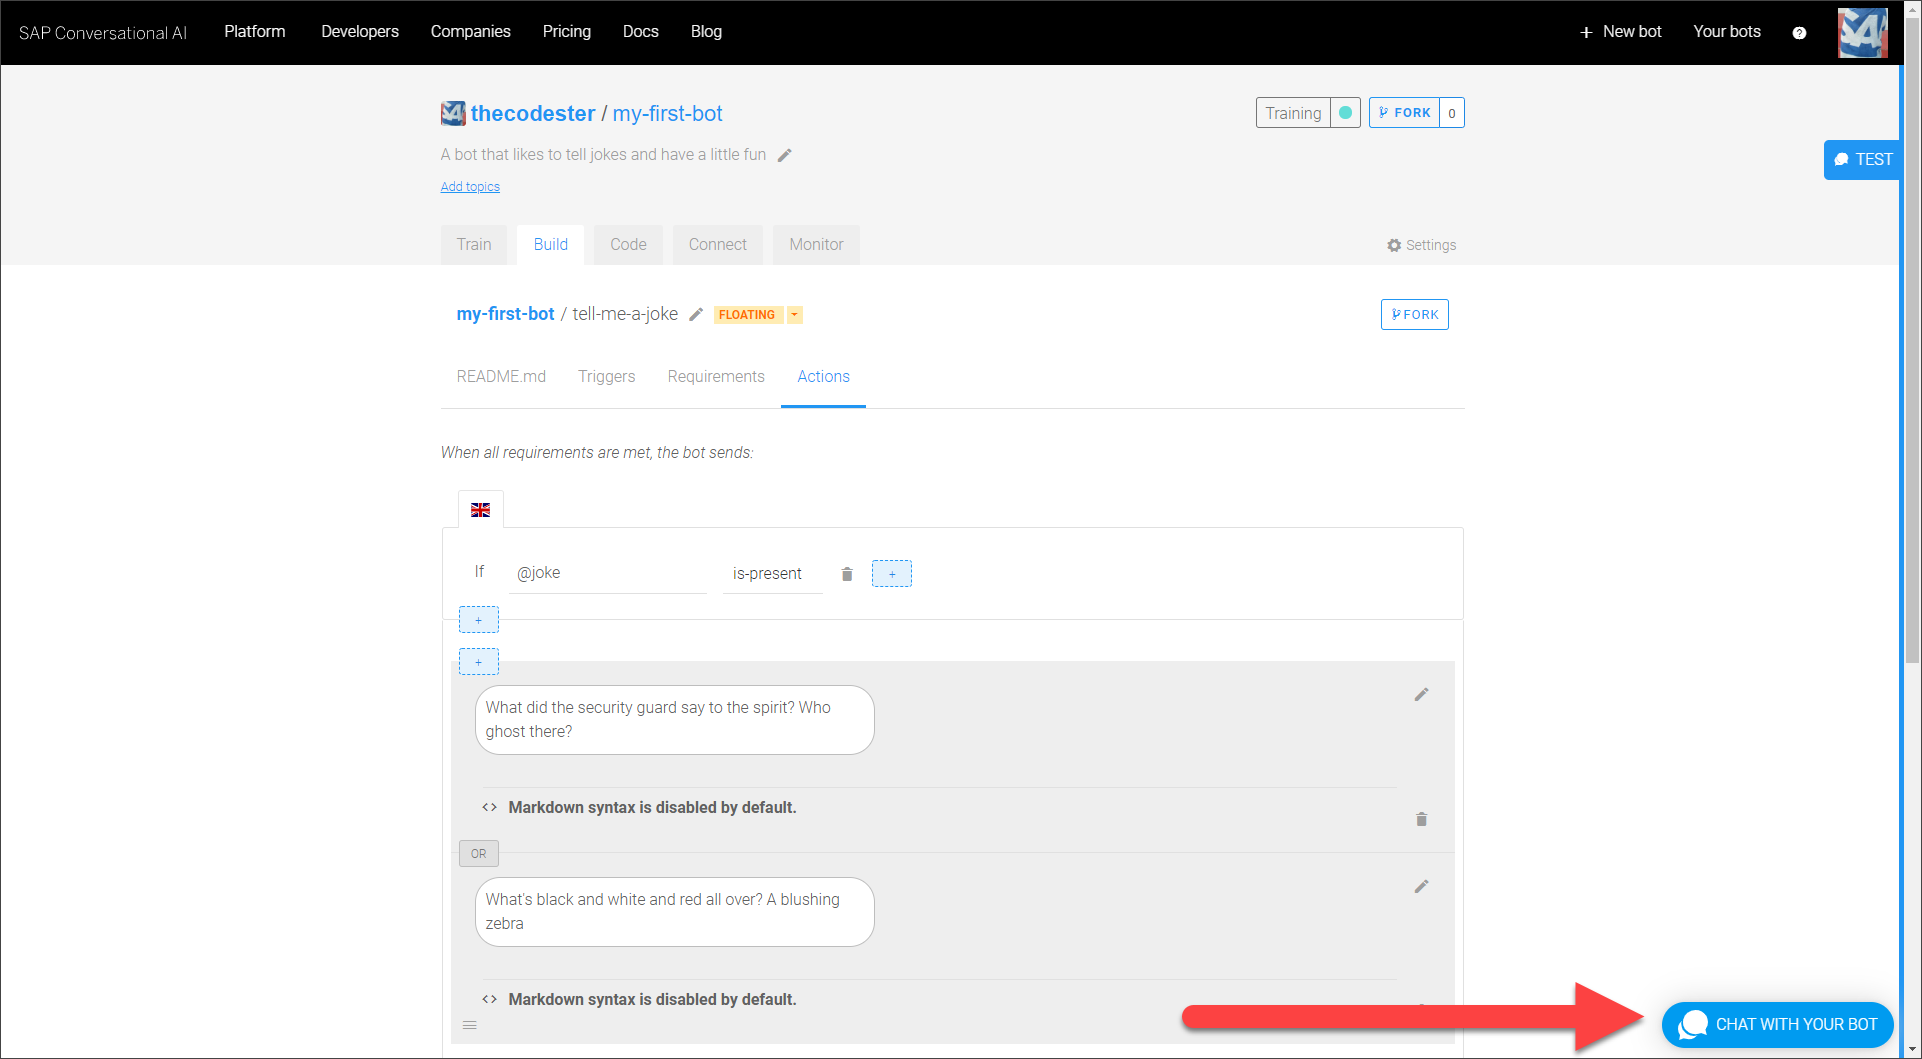 SAP Conversational AI
Platform
Developers
Companies
Pricing
Docs
Blog
+ New bot
Your bots
?
thecodester / my-first-bot
Training
FORK
0
A bot that likes to tell jokes and have a little fun
TEST
Add topics
Train
Build
Code
Connect
Monitor
Settings
my-first-bot / tell-me-a-joke
FLOATING
FORK
README.md
Triggers
Requirements
Actions
When all requirements are met, the bot sends:
If
@joke
is-present
+
+
+
What did the security guard say to the spirit? Who
ghost there?
<> Markdown syntax is disabled by default.
OR
What's black and white and red all over? A blushing
zebra
<> Markdown syntax is disabled by default.
CHAT WITH YOUR BOT